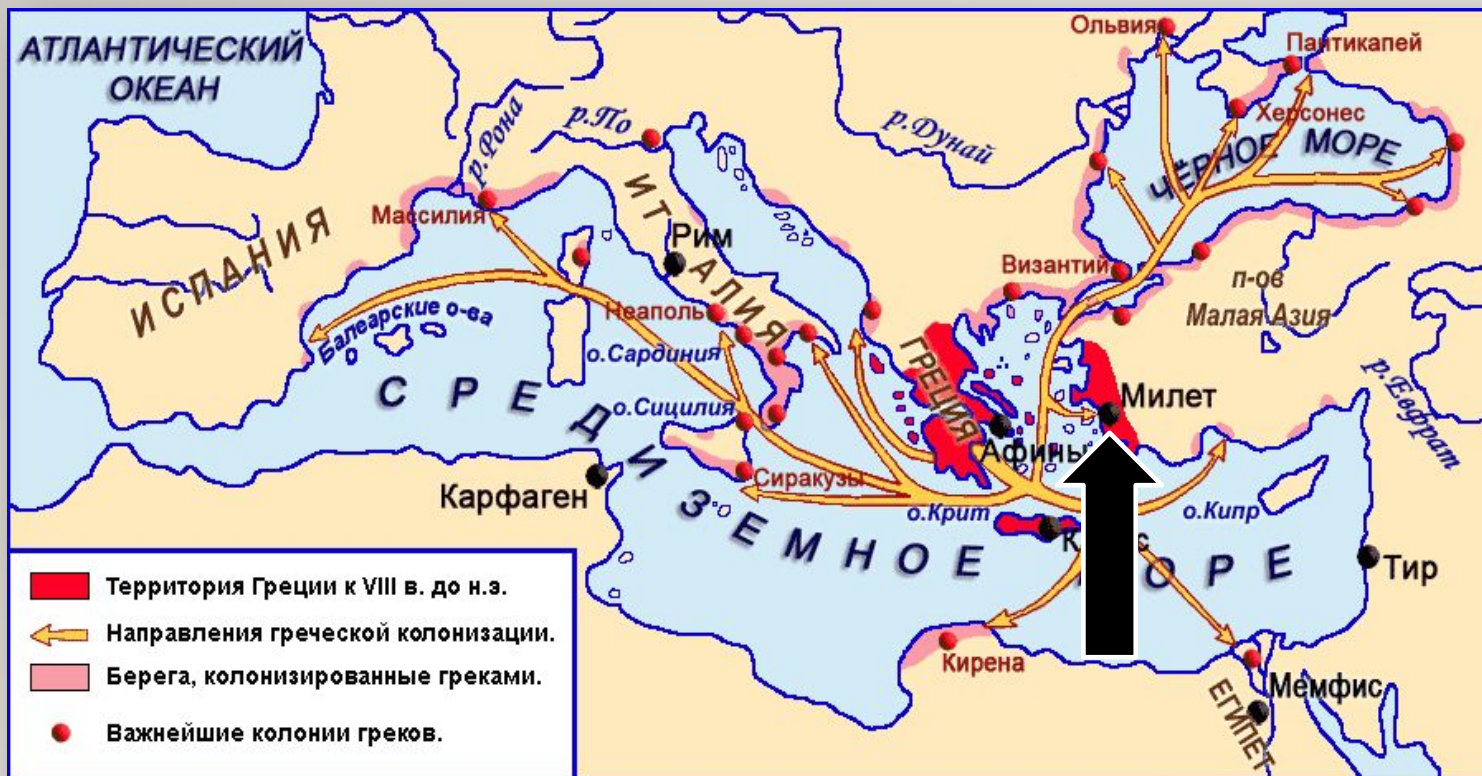 АТЛАНТИЧЕСКИЙ
ОКЕАН
р.Рона
р.По
р.Дунай
Ольвия
Пантикапей
Херсонес
ЧЁРНОЕ МОРЕ
Массилия
ИСПАНИЯ
ИТАЛИЯ
Рим
Византий
п-ов
Малая Азия
Неаполь
Балеарские о-ва
о.Сардиния
ГРЕЦИЯ
р.Евфрат
СРЕДИЗЕМНОЕ МОРЕ
о.Сицилия
Милет
Афины
Карфаген
Сиракузы
о.Крит
о.Кипр
Тир
Кирена
Мемфис
ЕГИПЕТ
Территория Греции к VIII в. до н.э.
Направления греческой колонизации.
Берега, колонизированные греками.
Важнейшие колонии греков.